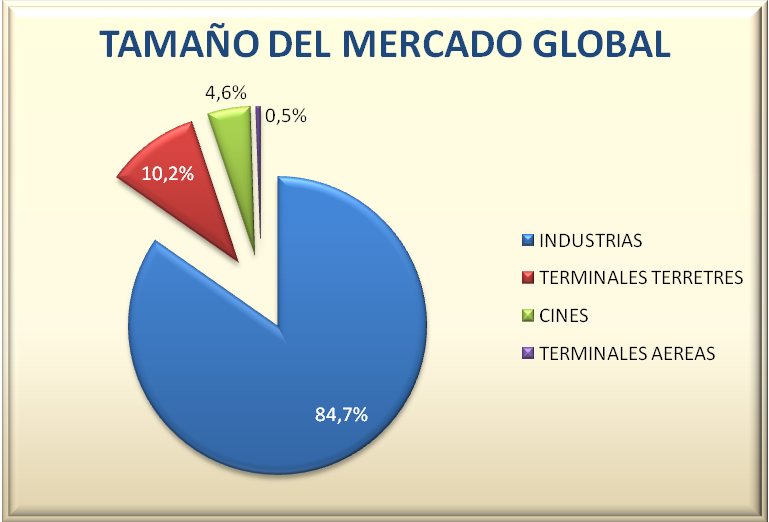 TAMAÑO DEL MERCADO GLOBAL
4,6%
0,5%
10,2%
84,7%
INDUSTRIAS
TERMINALES TERRETRES
CINES
TERMINALES AEREAS